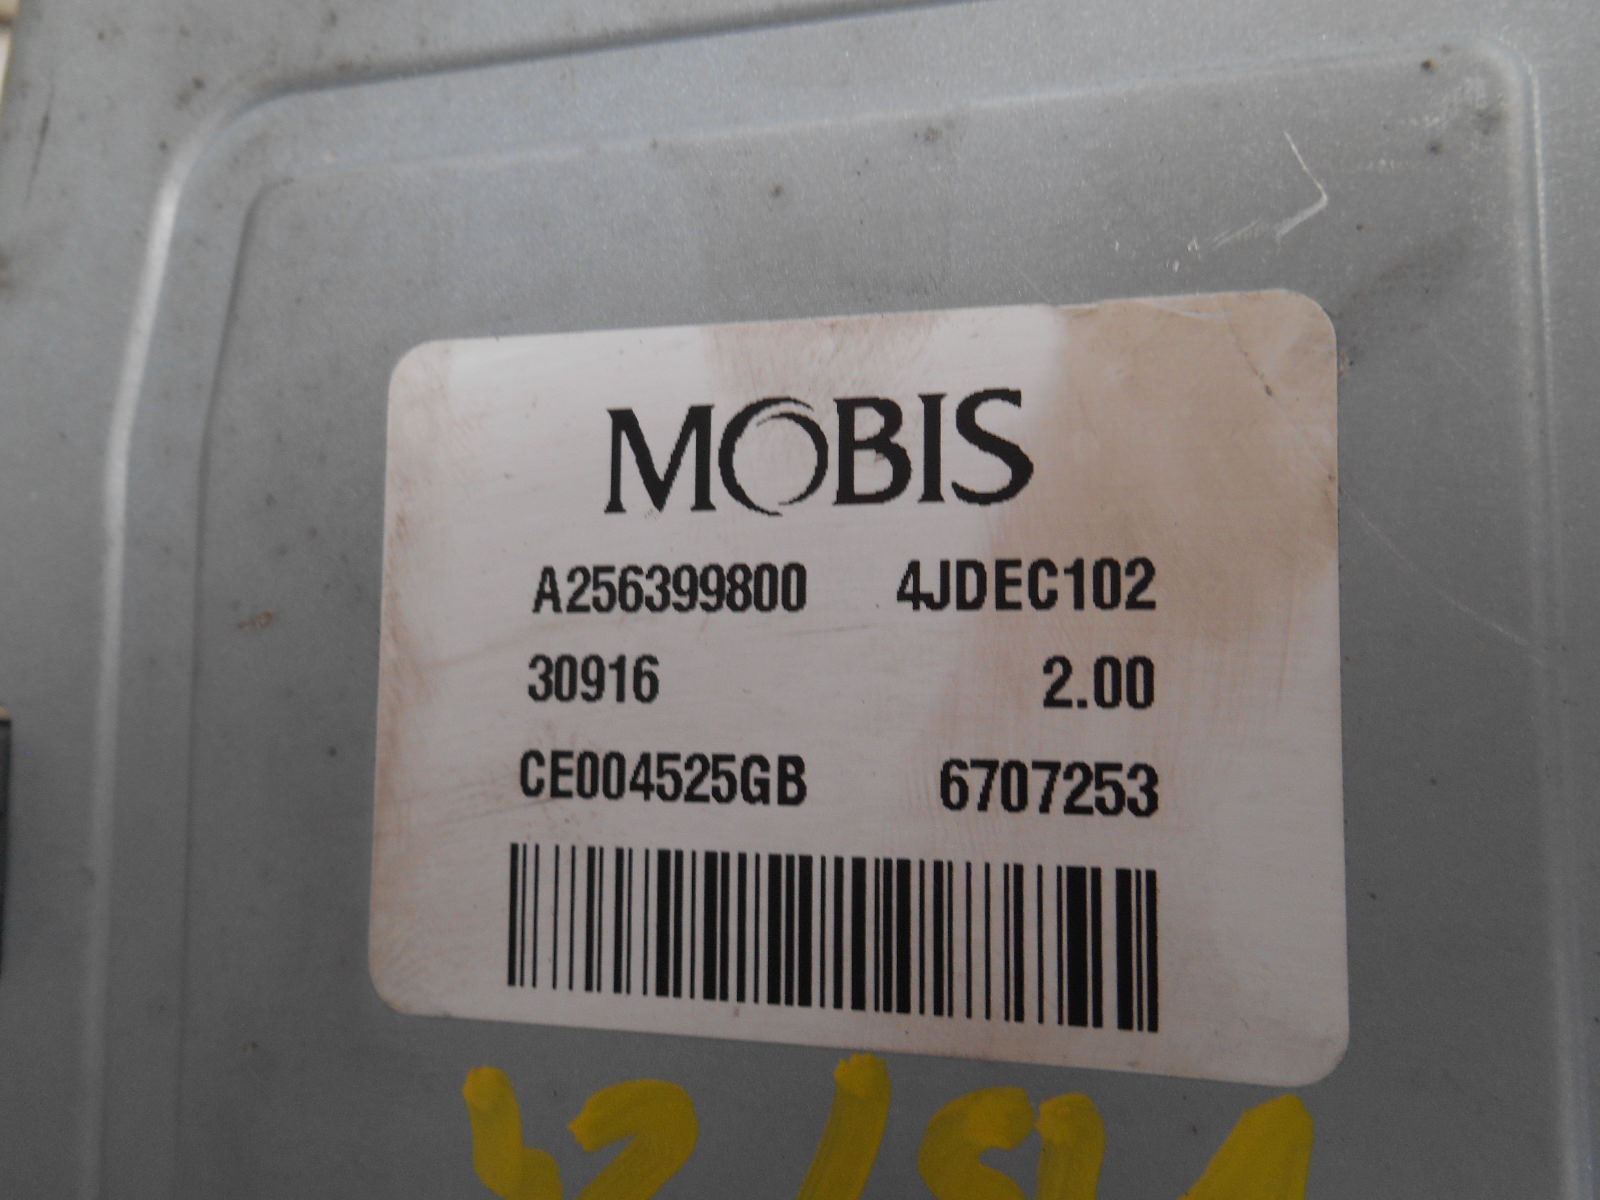 MOBIS
A256399800 4JDEC102
30916 2.00
CE004525GB 6707253